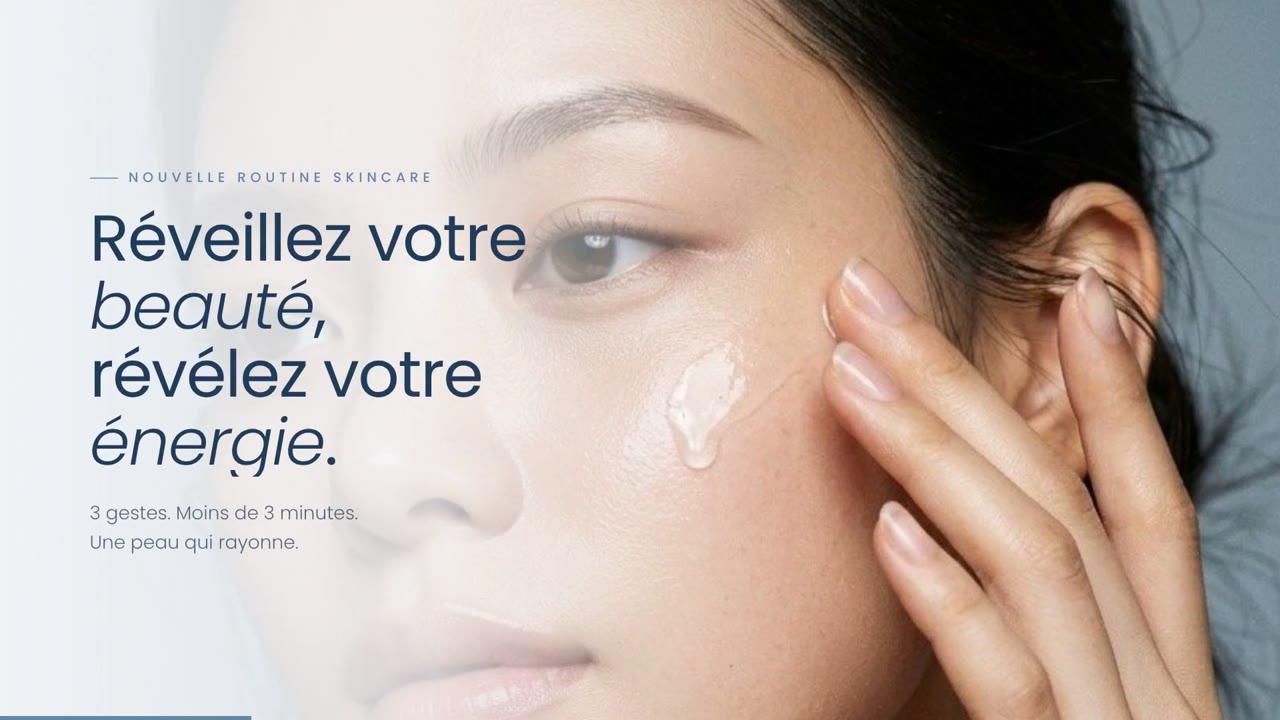 NOUVELLE ROUTINE SKINCARE
Réveillez votre
beauté,
révélez votre
énergie.
3 gestes. Moins de 3 minutes.
Une peau qui rayonne.